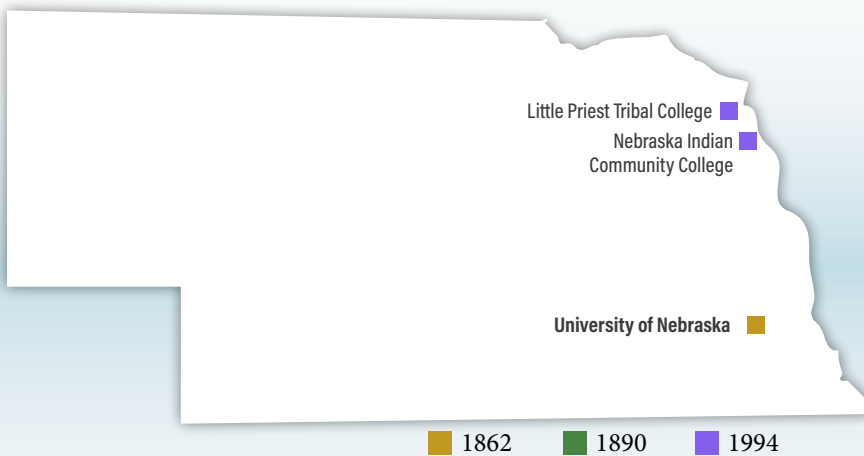 Little Priest Tribal College
Nebraska Indian
Community College
University of Nebraska
1862 1890 1994